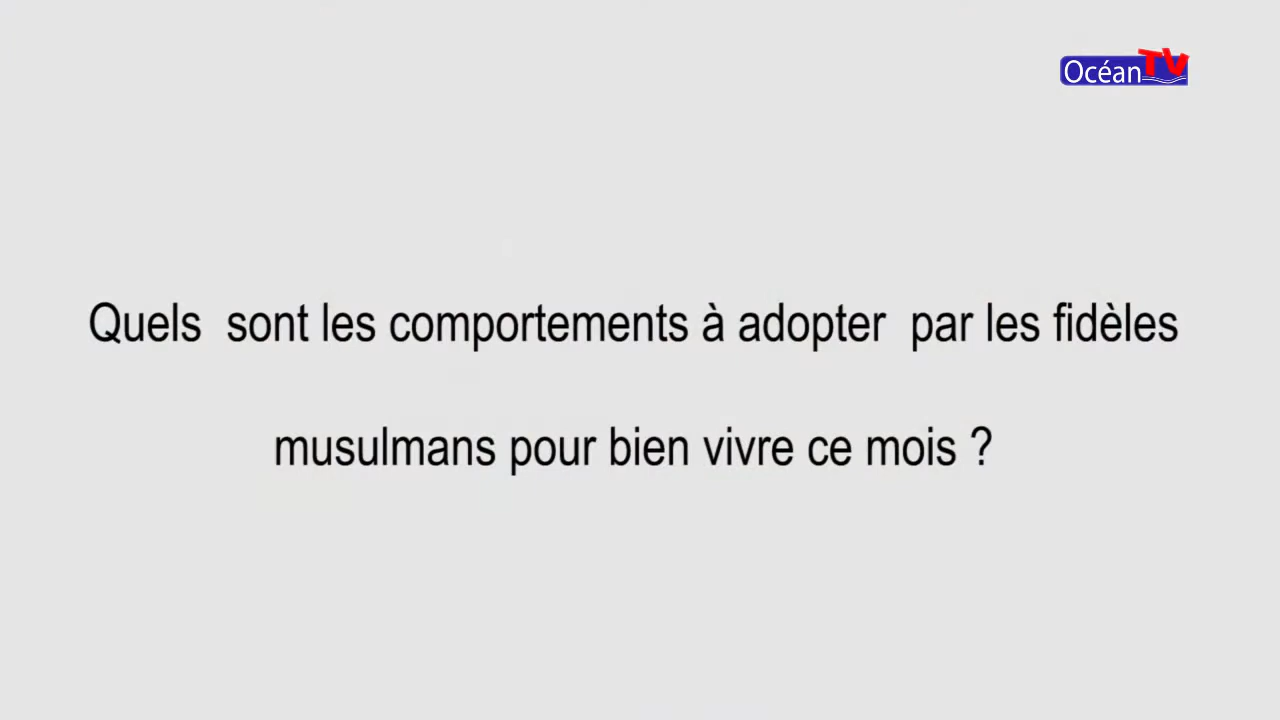 OcéanTV
Quels  sont les comportements à adopter  par les fidèles
musulmans pour bien vivre ce mois ?